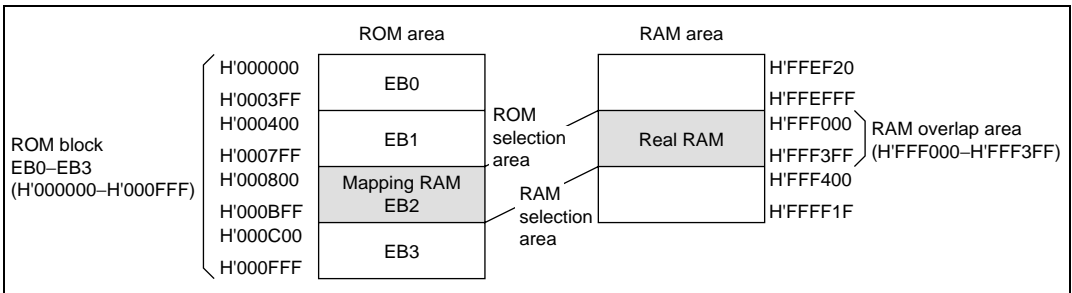 ROM area
RAM area
H'000000
EB0
H'0003FF
H'000400
EB1
H'0007FF
H'000800
Mapping RAM
EB2
H'000BFF
H'000C00
EB3
H'000FFF
ROM block
EB0–EB3
(H'000000–H'000FFF)
ROM
selection
area
RAM
selection
area
H'FFEF20
H'FFEFFF
H'FFF000
Real RAM
H'FFF3FF
H'FFF400
H'FFFF1F
RAM overlap area
(H'FFF000–H'FFF3FF)